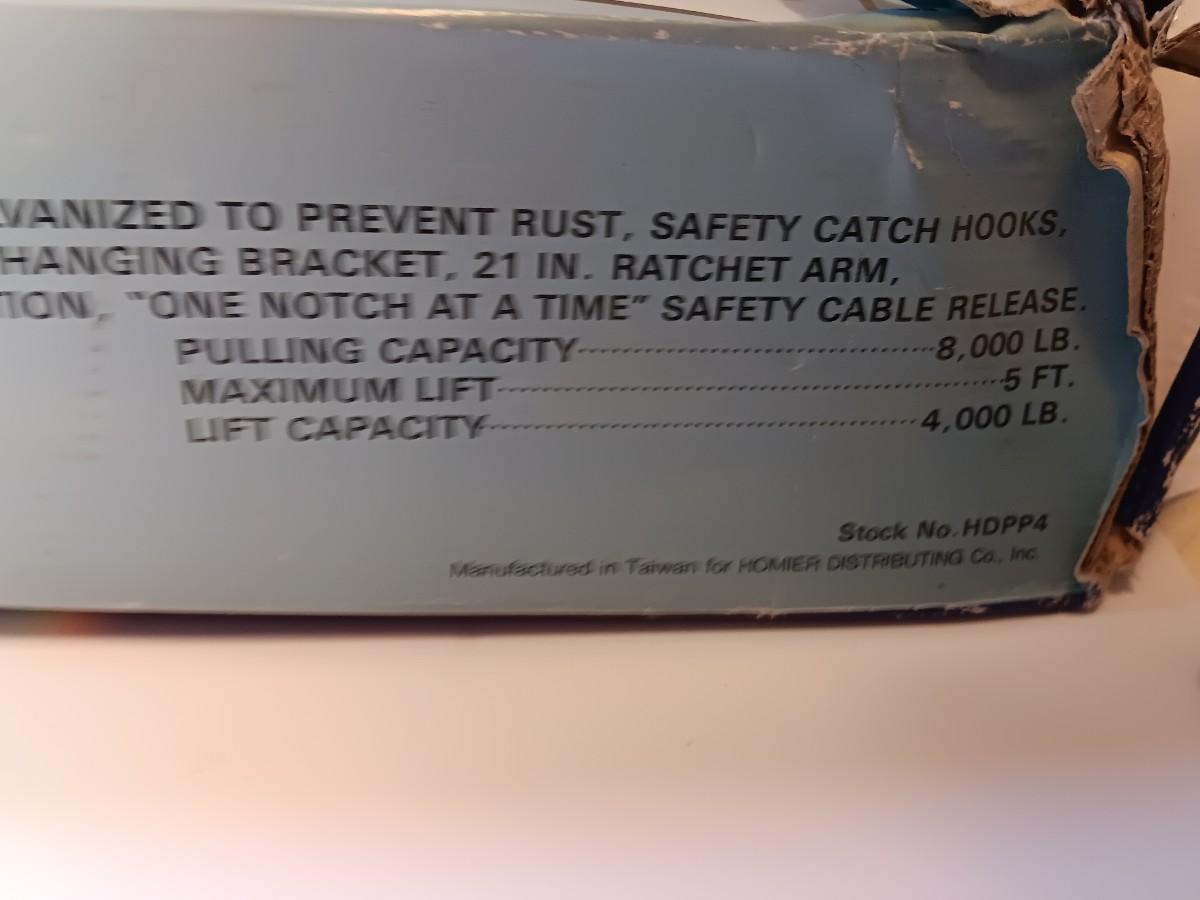 LVANIZED TO PREVENT RUST, SAFETY CATCH HOOKS,
HANGING BRACKET, 21 IN. RATCHET ARM,
TION, "ONE NOTCH AT A TIME" SAFETY CABLE RELEASE.
PULLING CAPACITY 8,000 LB.
MAXIMUM LIFT 5 FT.
LIFT CAPACITY 4,000 LB.
Stock No. HDPP4
Manufactured in Taiwan for HOMIER DISTRIBUTING Co., Inc.